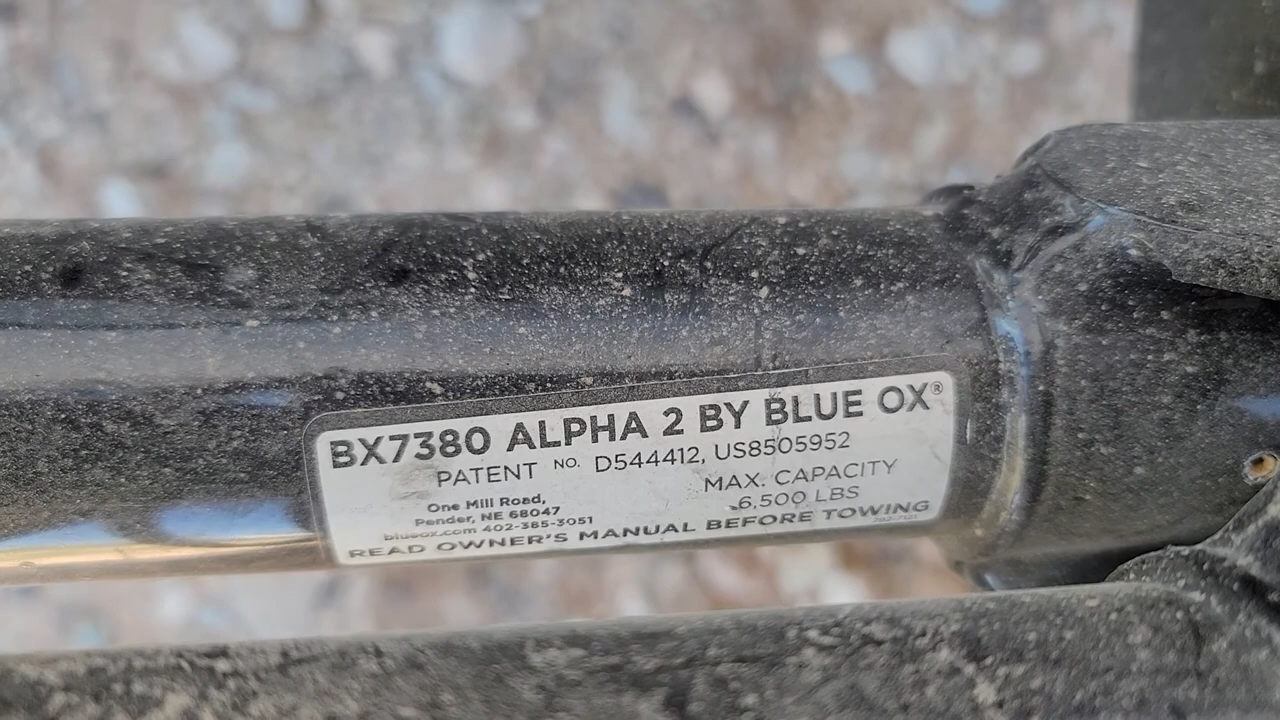 BX7380 ALPHA 2 BY BLUE OX®
PATENT NO. D544412, US8505952
MAX. CAPACITY
6,500 LBS
One Mill Road,
Pender, NE 68047
blueox.com 402-385-3051
READ OWNER'S MANUAL BEFORE TOWING